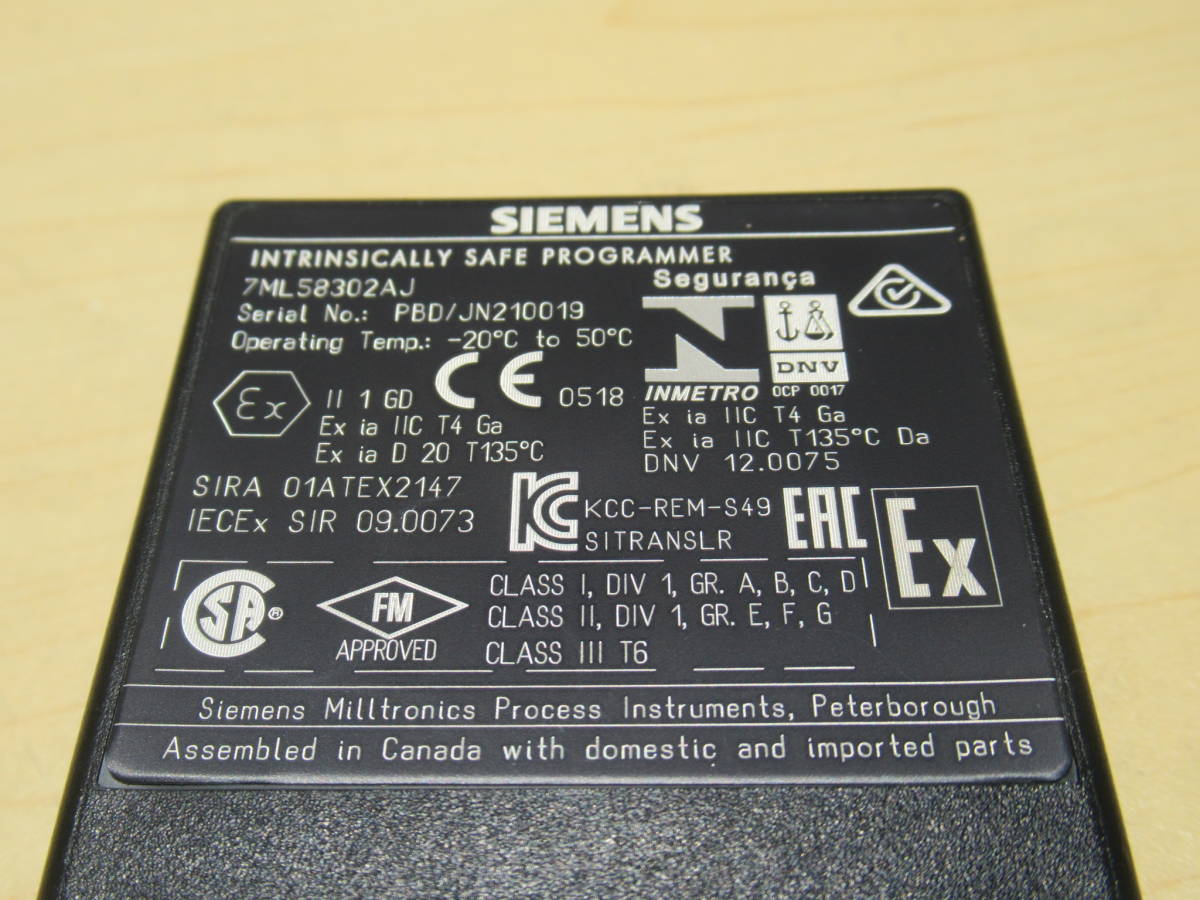 SIEMENS
INTRINSICALLY SAFE PROGRAMMER
7ML58302AJ
Serial No.: PBD/JN210019
Operating Temp.: -20°C to 50°C
Ex II 1 GD CE 0518
Ex ia IIC T4 Ga
Ex ia D 20 T135°C
Segurança
INMETRO
DNV
OCP 0017
Ex ia IIC T4 Ga
Ex ia IIC T135°C Da
DNV 12.0075
SIRA 01ATEX2147
IECEx SIR 09.0073
KC KCC-REM-S49
SITRANSLR
EAC Ex
CSA ®
FM
APPROVED
CLASS I, DIV 1, GR. A, B, C, D
CLASS II, DIV 1, GR. E, F, G
CLASS III T6
Siemens Milltronics Process Instruments, Peterborough
Assembled in Canada with domestic and imported parts